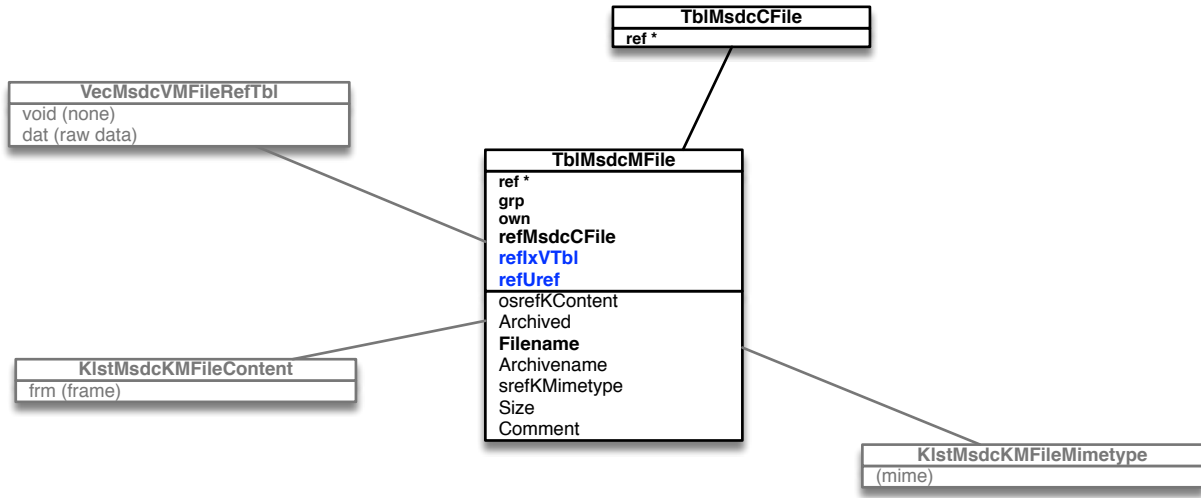 TblMsdcCFile
ref *
VecMsdcVMFileRefTbl
void (none)
dat (raw data)
TblMsdcMFile
ref *
grp
own
refMsdcCFile
refIxVTbl
refUref
osrefKContent
Archived
Filename
Archivename
srefKMimetype
Size
Comment
KlstMsdcKMFileContent
frm (frame)
KlstMsdcKMFileMimetype
(mime)